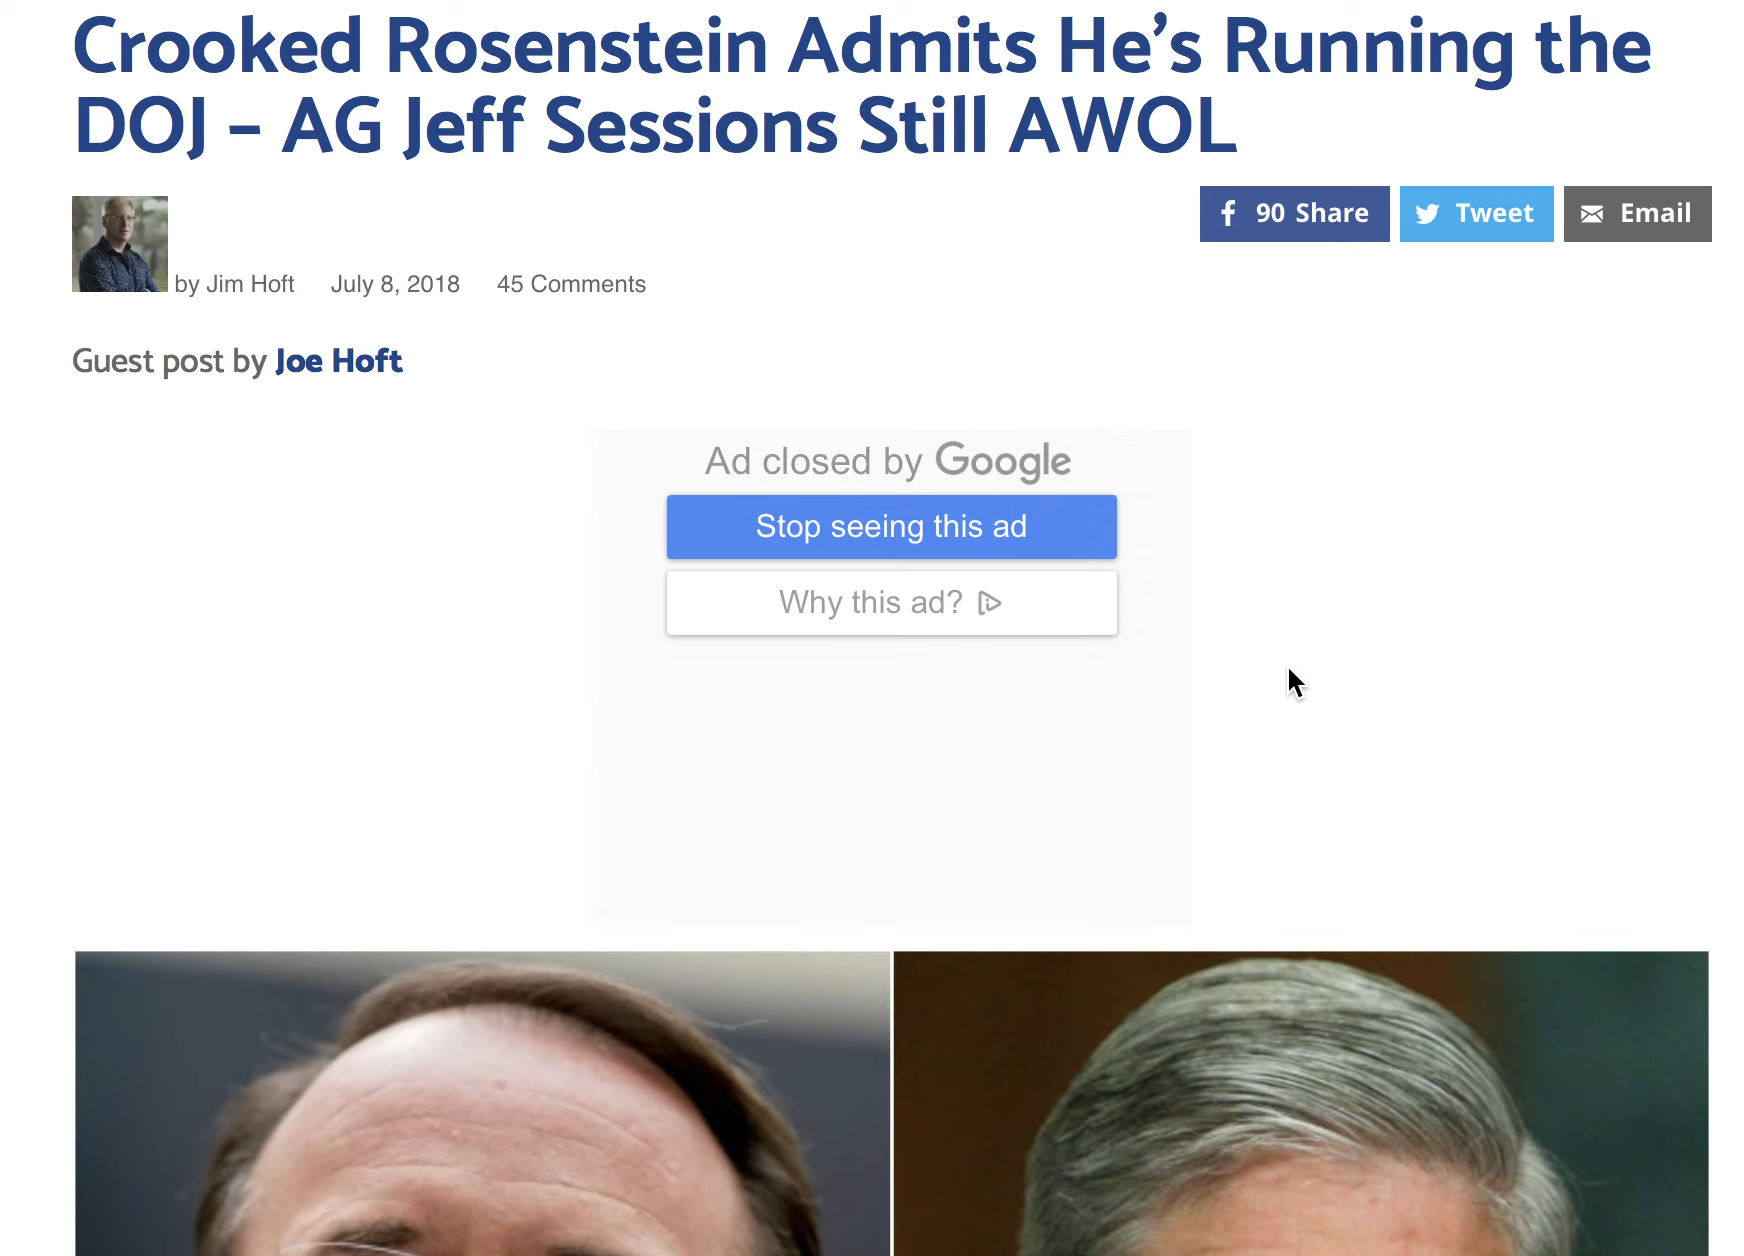 Crooked Rosenstein Admits He’s Running the
DOJ – AG Jeff Sessions Still AWOL
90 Share
Tweet
Email
by Jim Hoft July 8, 2018 45 Comments
Guest post by Joe Hoft
Ad closed by Google
Stop seeing this ad
Why this ad?